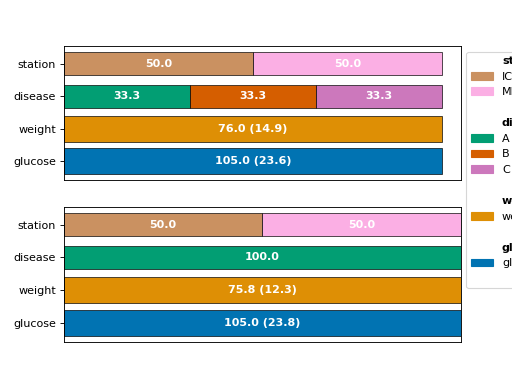 station 50.0 50.0
disease 33.3 33.3 33.3
weight 76.0 (14.9)
glucose 105.0 (23.6)
station 50.0 50.0
disease 100.0
weight 75.8 (12.3)
glucose 105.0 (23.8)
A
B
C